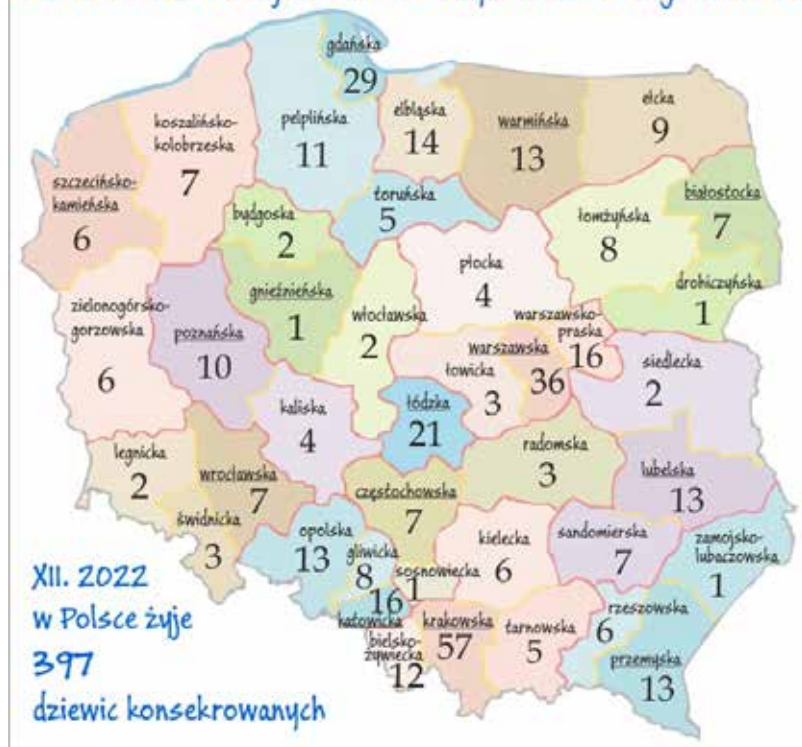 gdańska
29
koszalińsko-
kołobrzeska
7
pelplińska
11
elbląska
14
warmińska
13
ełcka
9
szczecińsko-
kamieńska
6
bydgoska
2
toruńska
5
łomżyńska
8
białostocka
7
drohiczyńska
1
zielonogórsko-
gorzowska
6
poznańska
10
gnieźnieńska
1
włocławska
2
płocka
4
warszawsko-
praska
16
warszawska
36
łowicka
3
siedlecka
2
kaliska
4
łódzka
21
radomska
3
lubelska
13
legnicka
2
wrocławska
7
świdnicka
3
opolska
13
częstochowska
7
gliwicka
8
sosnowiecka
1
kielecka
6
sandomierska
7
zamojsko-
lubaczowska
1
16
katowicka
bielsko-
żywiecka
12
krakowska
57
tarnowska
5
rzeszowska
6
przemyska
13
XII. 2022
w Polsce żyje
397
dziewic konsekrowanych